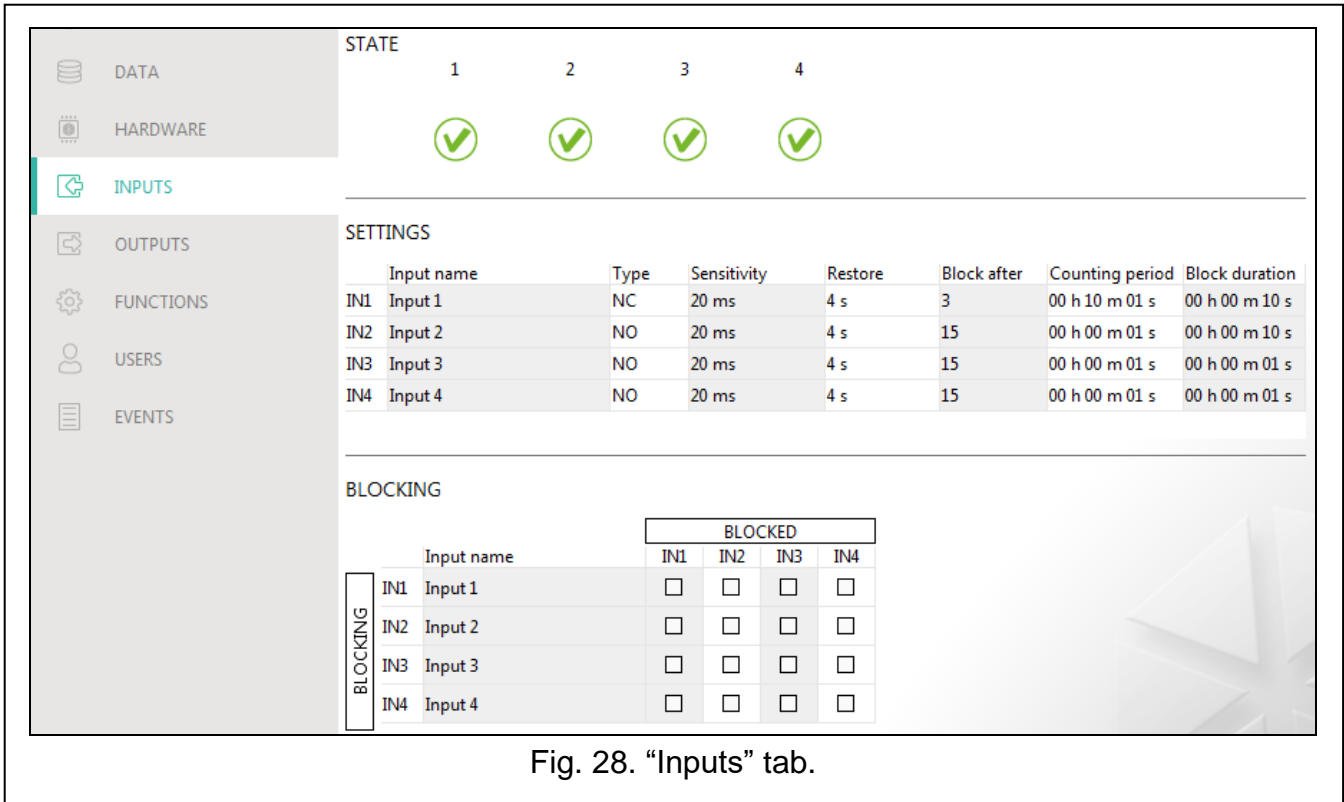 STATE
1 2 3 4
DATA
HARDWARE
INPUTS
OUTPUTS
FUNCTIONS
USERS
EVENTS
SETTINGS
Input name Type Sensitivity Restore Block after Counting period Block duration
IN1 Input 1 NC 20 ms 4 s 3 00 h 10 m 01 s 00 h 00 m 10 s
IN2 Input 2 NO 20 ms 4 s 15 00 h 00 m 01 s 00 h 00 m 10 s
IN3 Input 3 NO 20 ms 4 s 15 00 h 00 m 01 s 00 h 00 m 01 s
IN4 Input 4 NO 20 ms 4 s 15 00 h 00 m 01 s 00 h 00 m 01 s
BLOCKING
BLOCKED
Input name IN1 IN2 IN3 IN4
BLOCKING
IN1 Input 1
IN2 Input 2
IN3 Input 3
IN4 Input 4
Fig. 28. “Inputs” tab.